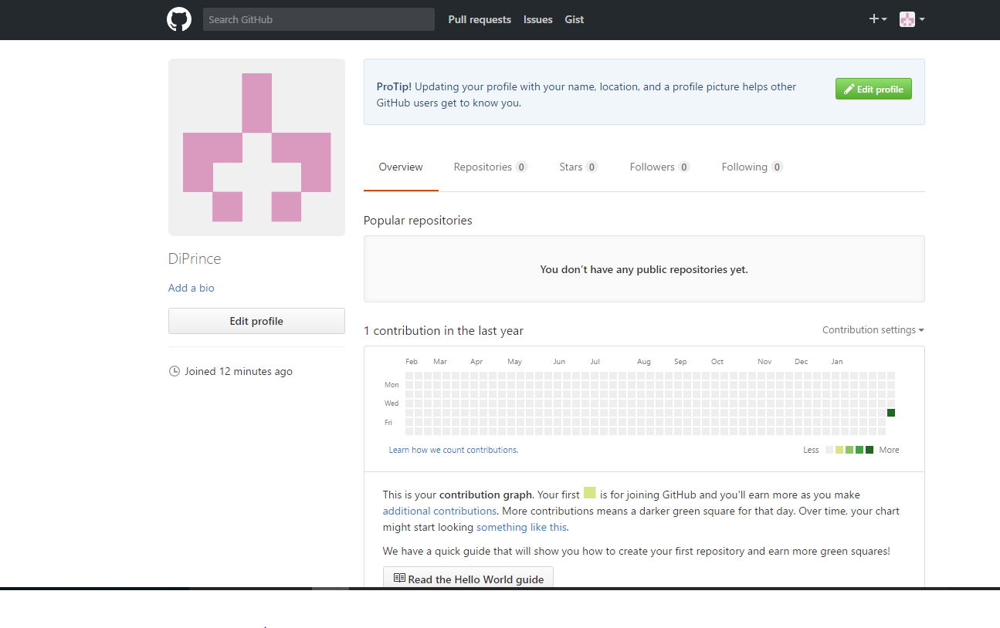 Search GitHub
Pull requests
Issues
Gist
ProTip! Updating your profile with your name, location, and a profile picture helps other
GitHub users get to know you.
Edit profile
Overview
Repositories 0
Stars 0
Followers 0
Following 0
DiPrince
Add a bio
Edit profile
Joined 12 minutes ago
Popular repositories
You don’t have any public repositories yet.
1 contribution in the last year
Contribution settings
Feb Mar Apr May Jun Jul Aug Sep Oct Nov Dec Jan
Mon
Wed
Fri
Learn how we count contributions.
Less More
This is your contribution graph. Your first is for joining GitHub and you'll earn more as you make
additional contributions. More contributions means a darker green square for that day. Over time, your chart
might start looking something like this.
We have a quick guide that will show you how to create your first repository and earn more green squares!
Read the Hello World guide